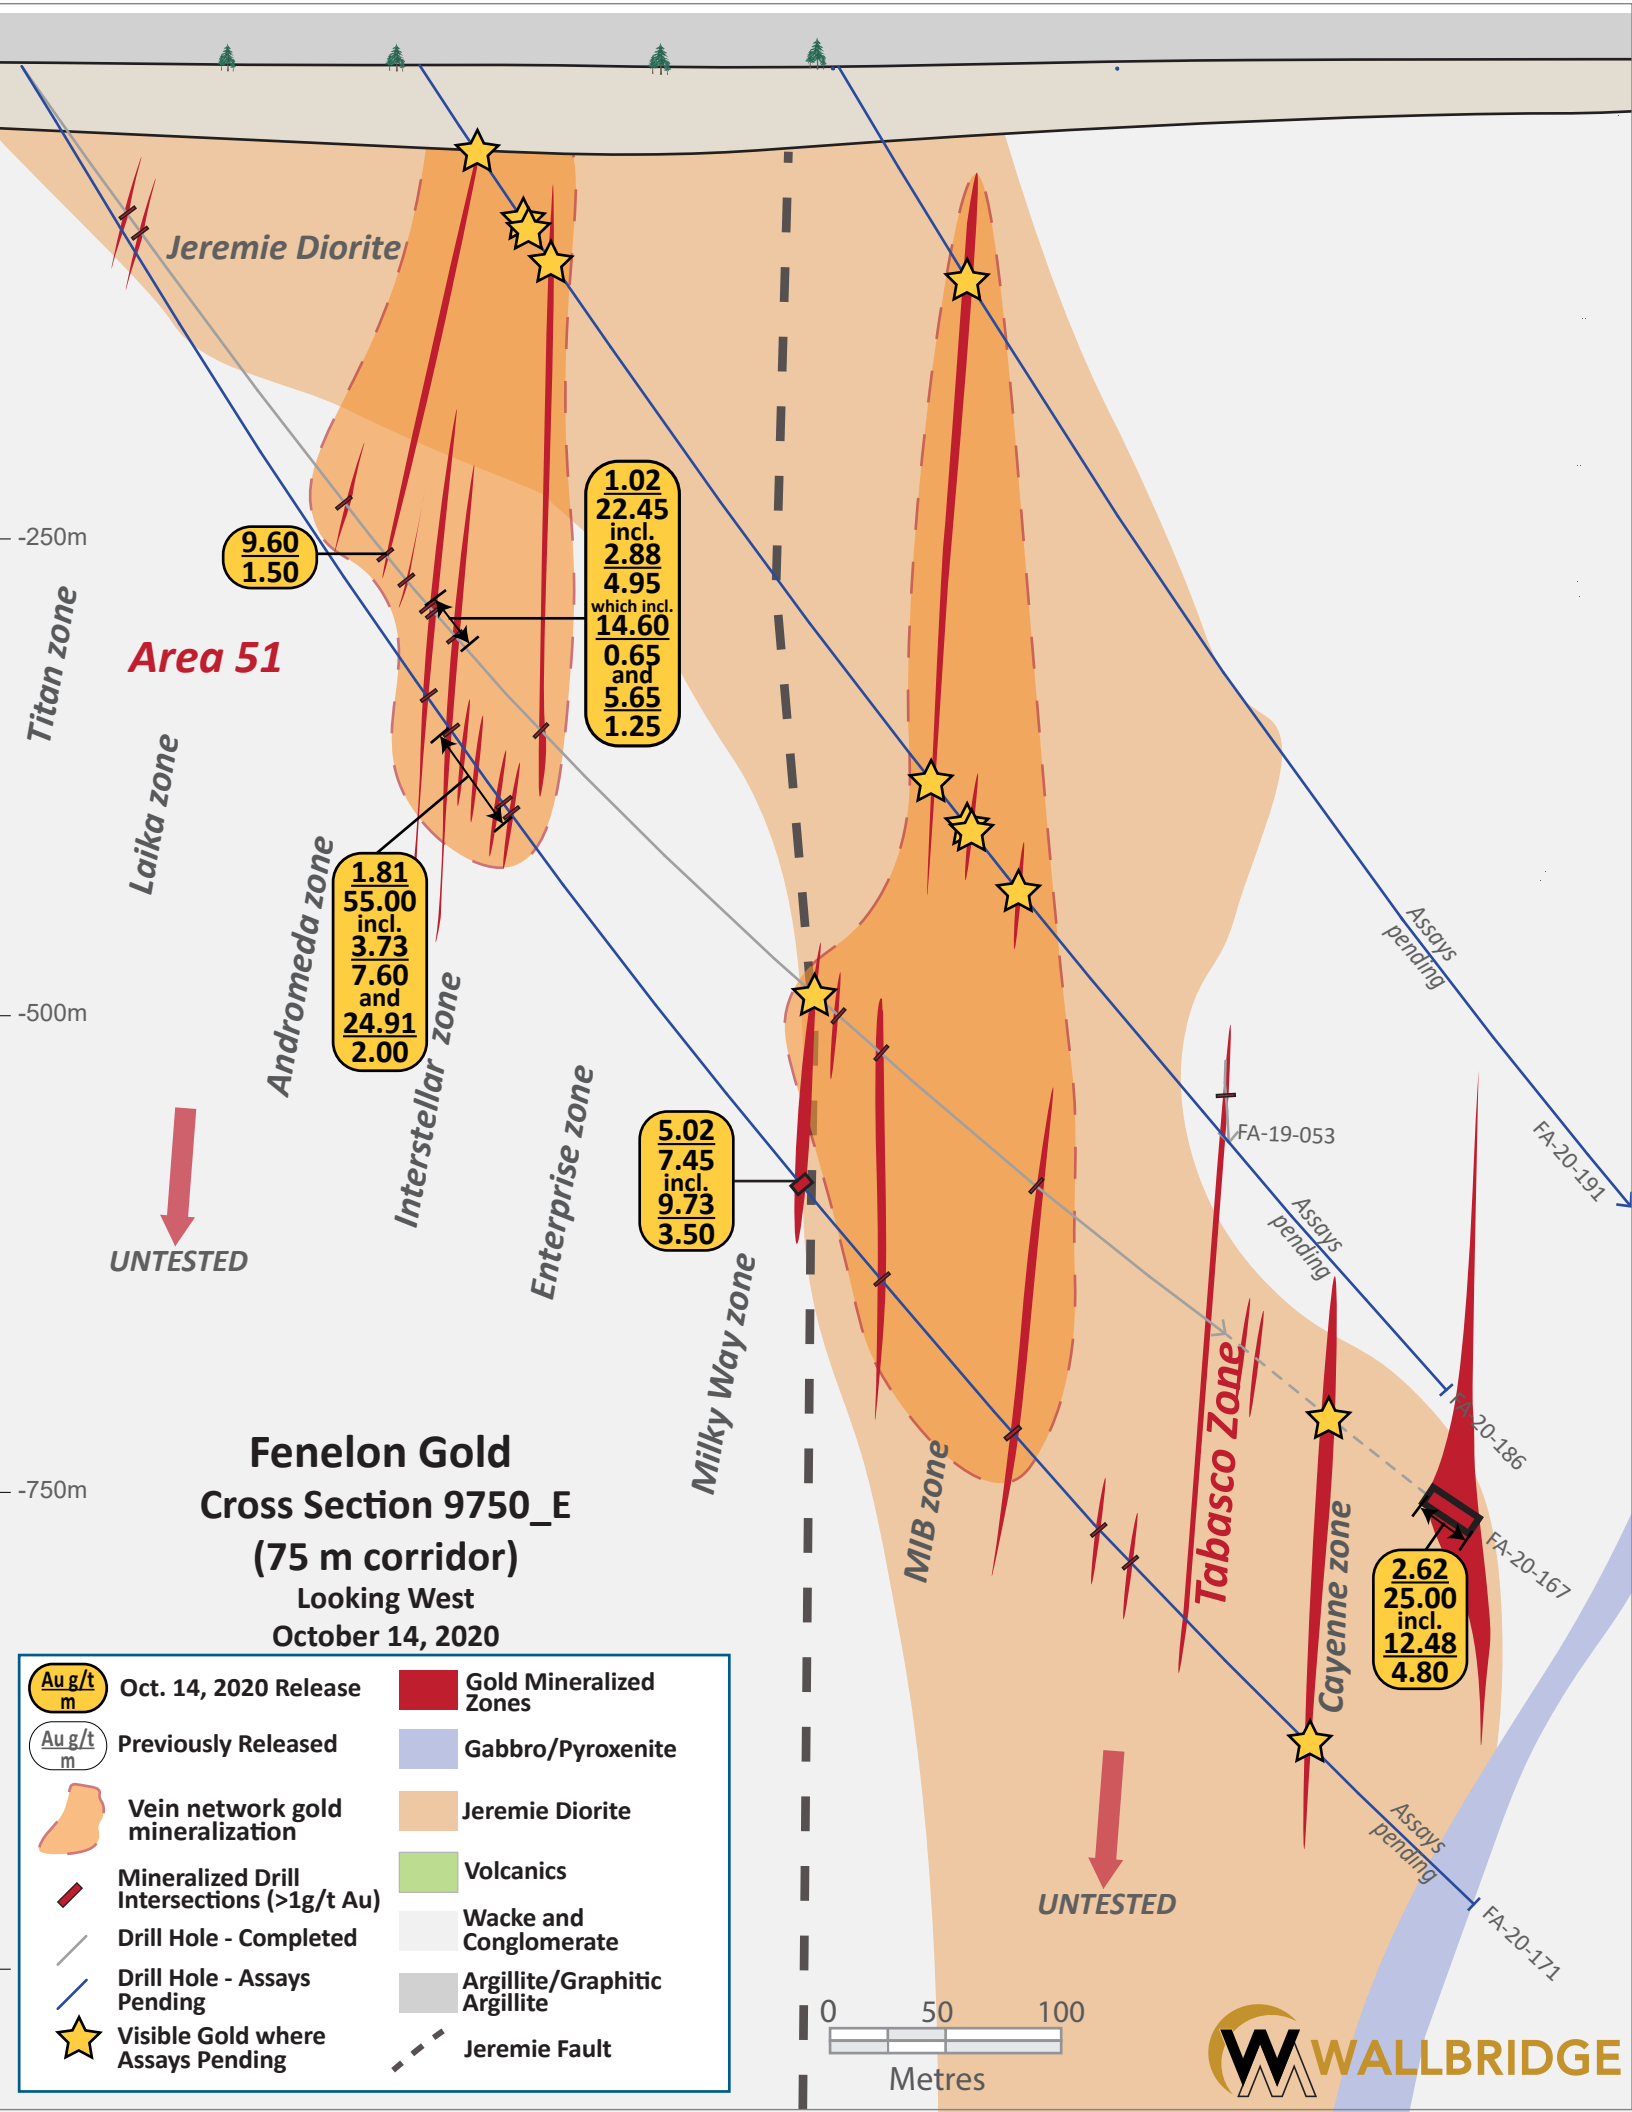 Jeremie Diorite
-250m
-500m
-750m
Titan zone
Area 51
Laika zone
Andromeda zone
Interstellar zone
Enterprise zone
Milky Way zone
MIB zone
Tabasco Zone
Cayenne zone
9.60
1.50
1.02
22.45
incl.
2.88
4.95
which incl.
14.60
0.65
and
5.65
1.25
1.81
55.00
incl.
3.73
7.60
and
24.91
2.00
5.02
7.45
incl.
9.73
3.50
2.62
25.00
incl.
12.48
4.80
Assays
pending
FA-20-191
FA-19-053
Assays
pending
FA-20-186
FA-20-167
Assays
pending
FA-20-171
UNTESTED
UNTESTED
Fenelon Gold
Cross Section 9750_E
(75 m corridor)
Looking West
October 14, 2020
Au g/t
m
Oct. 14, 2020 Release
Au g/t
m
Previously Released
Vein network gold
mineralization
Mineralized Drill
Intersections (>1g/t Au)
Drill Hole - Completed
Drill Hole - Assays
Pending
Visible Gold where
Assays Pending
Gold Mineralized
Zones
Gabbro/Pyroxenite
Jeremie Diorite
Volcanics
Wacke and
Conglomerate
Argillite/Graphitic
Argillite
Jeremie Fault
0 50 100
Metres
WALLBRIDGE